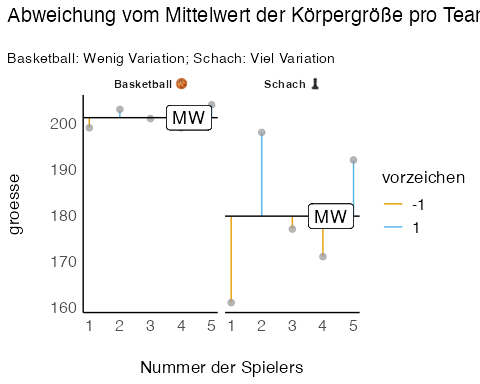 Abweichung vom Mittelwert der Körpergröße pro Tear
Basketball: Wenig Variation; Schach: Viel Variation
Basketball 🏀 Schach ♟
groesse
200
190
180
170
160
MW
MW
1 2 3 4 5 1 2 3 4 5
Nummer der Spielers
vorzeichen
-1
1